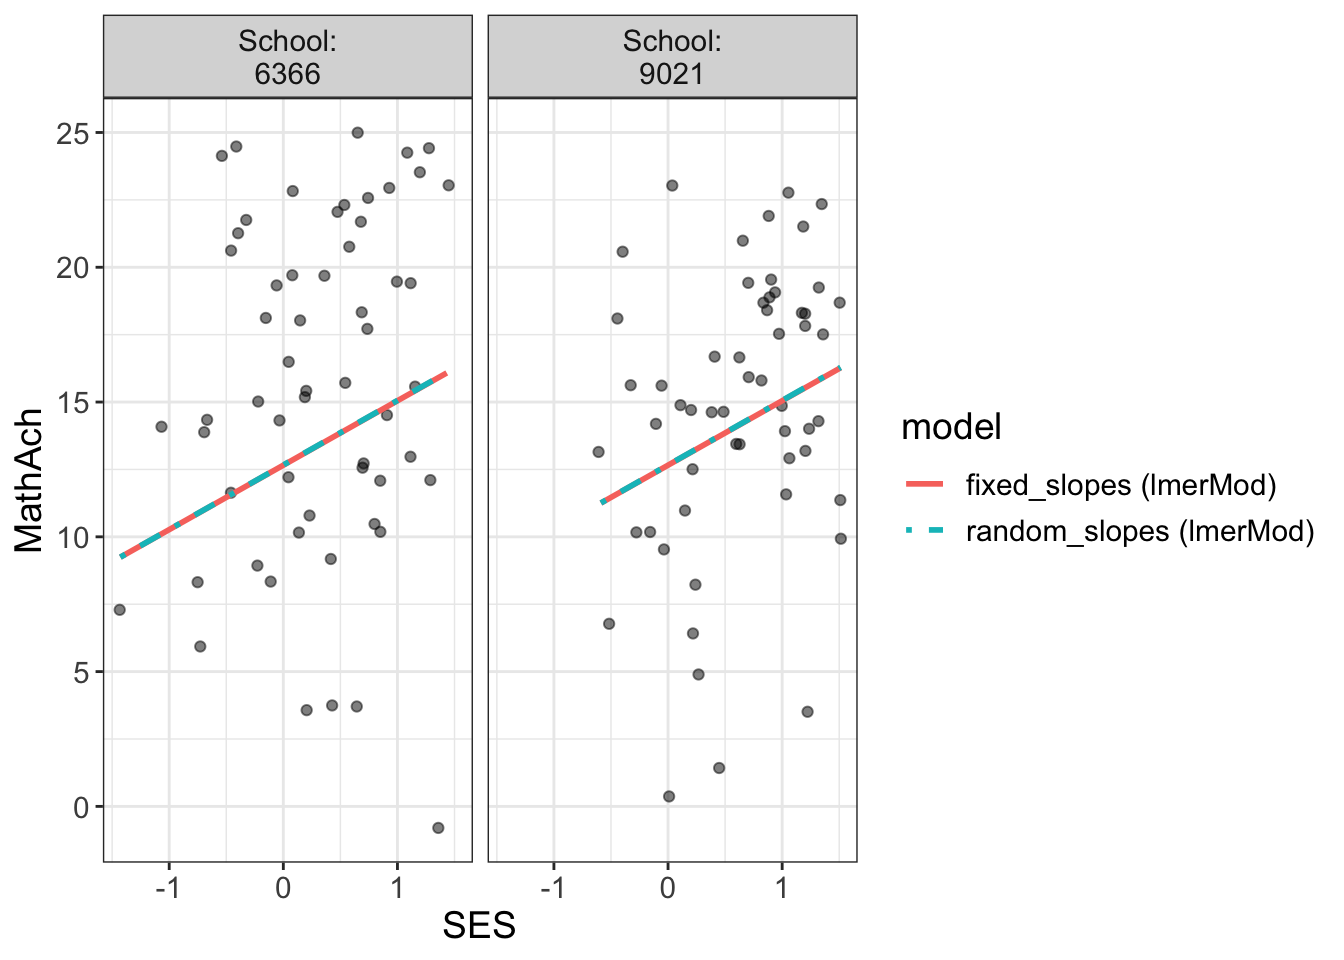 School:
6366
School:
9021
25
20
15
10
5
0
MathAch
-1
0
1
-1
0
1
SES
model
fixed_slopes (lmerMod)
random_slopes (lmerMod)